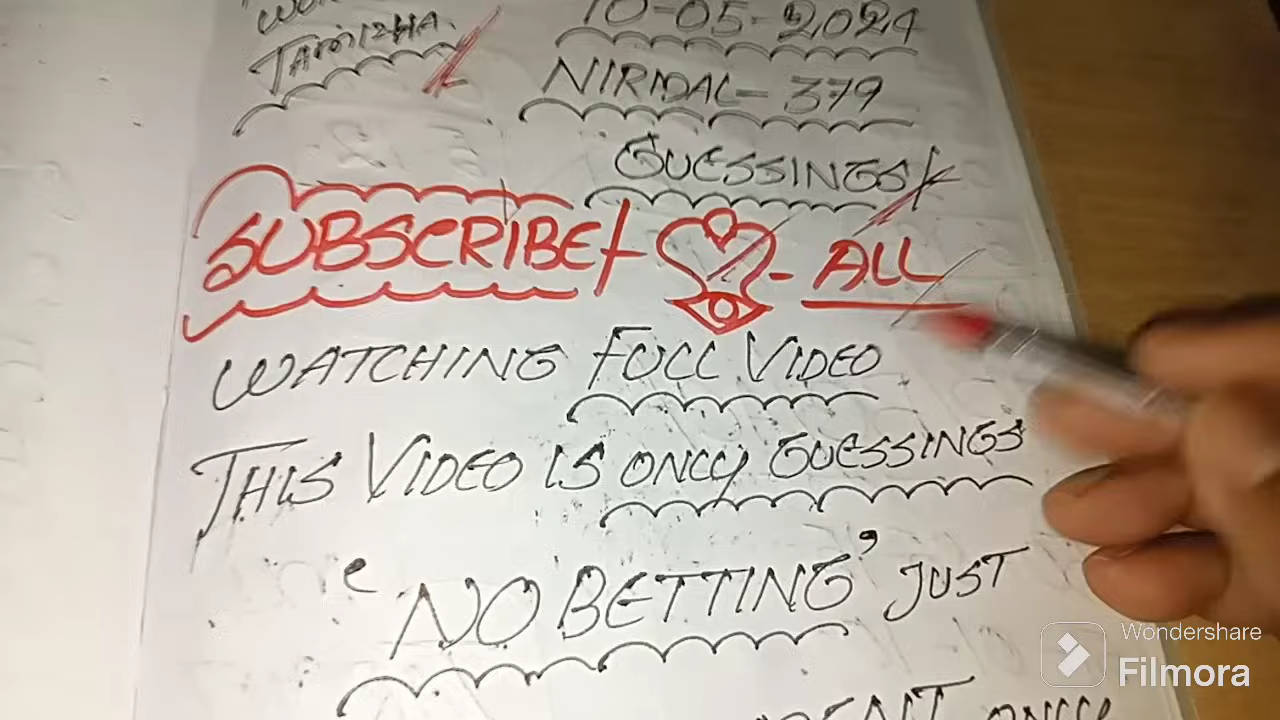 TAMIZHA.
10-05-2024
NIRMAL-379
GUESSINGS
SUBSCRIBE - ALL
WATCHING FULL VIDEO
THIS VIDEO IS ONLY GUESSINGS
'NO BETTING' JUST
ONLY
Wondershare
Filmora